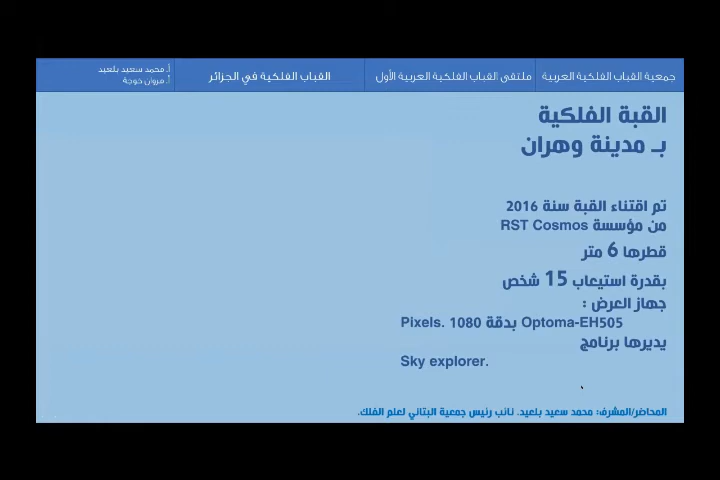 جمعية القباب الفلكية العربية
ملتقى القباب الفلكية العربية الأول
القباب الفلكية في الجزائر
أ. محمد سعيد بلعيد
أ. مروان خوجة
القبة الفلكية
بـ مدينة وهران
تم اقتناء القبة سنة 2016
من مؤسسة RST Cosmos
قطرها 6 متر
بقدرة استيعاب 15 شخص
جهاز العرض :
Optoma-EH505 بدقة 1080 Pixels.
يديرها برنامج
Sky explorer.
المحاضر/المشرف: محمد سعيد بلعيد. نائب رئيس جمعية البتاني لعلم الفلك.